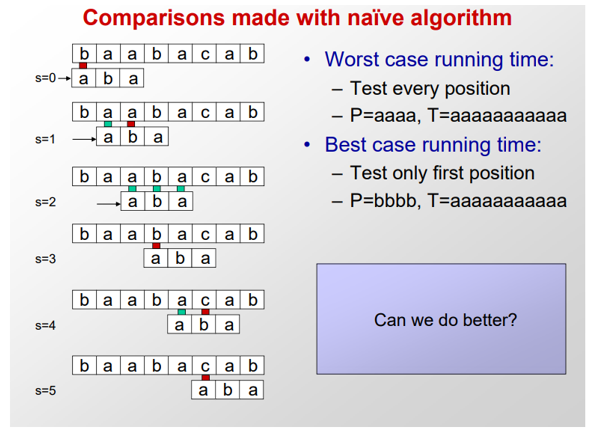 Comparisons made with naïve algorithm
b a a b a c a b
s=0 a b a
b a a b a c a b
s=1 a b a
b a a b a c a b
s=2 a b a
b a a b a c a b
s=3 a b a
b a a b a c a b
s=4 a b a
b a a b a c a b
s=5 a b a
• Worst case running time:
– Test every position
– P=aaaa, T=aaaaaaaaaaa
• Best case running time:
– Test only first position
– P=bbbb, T=aaaaaaaaaaa
Can we do better?